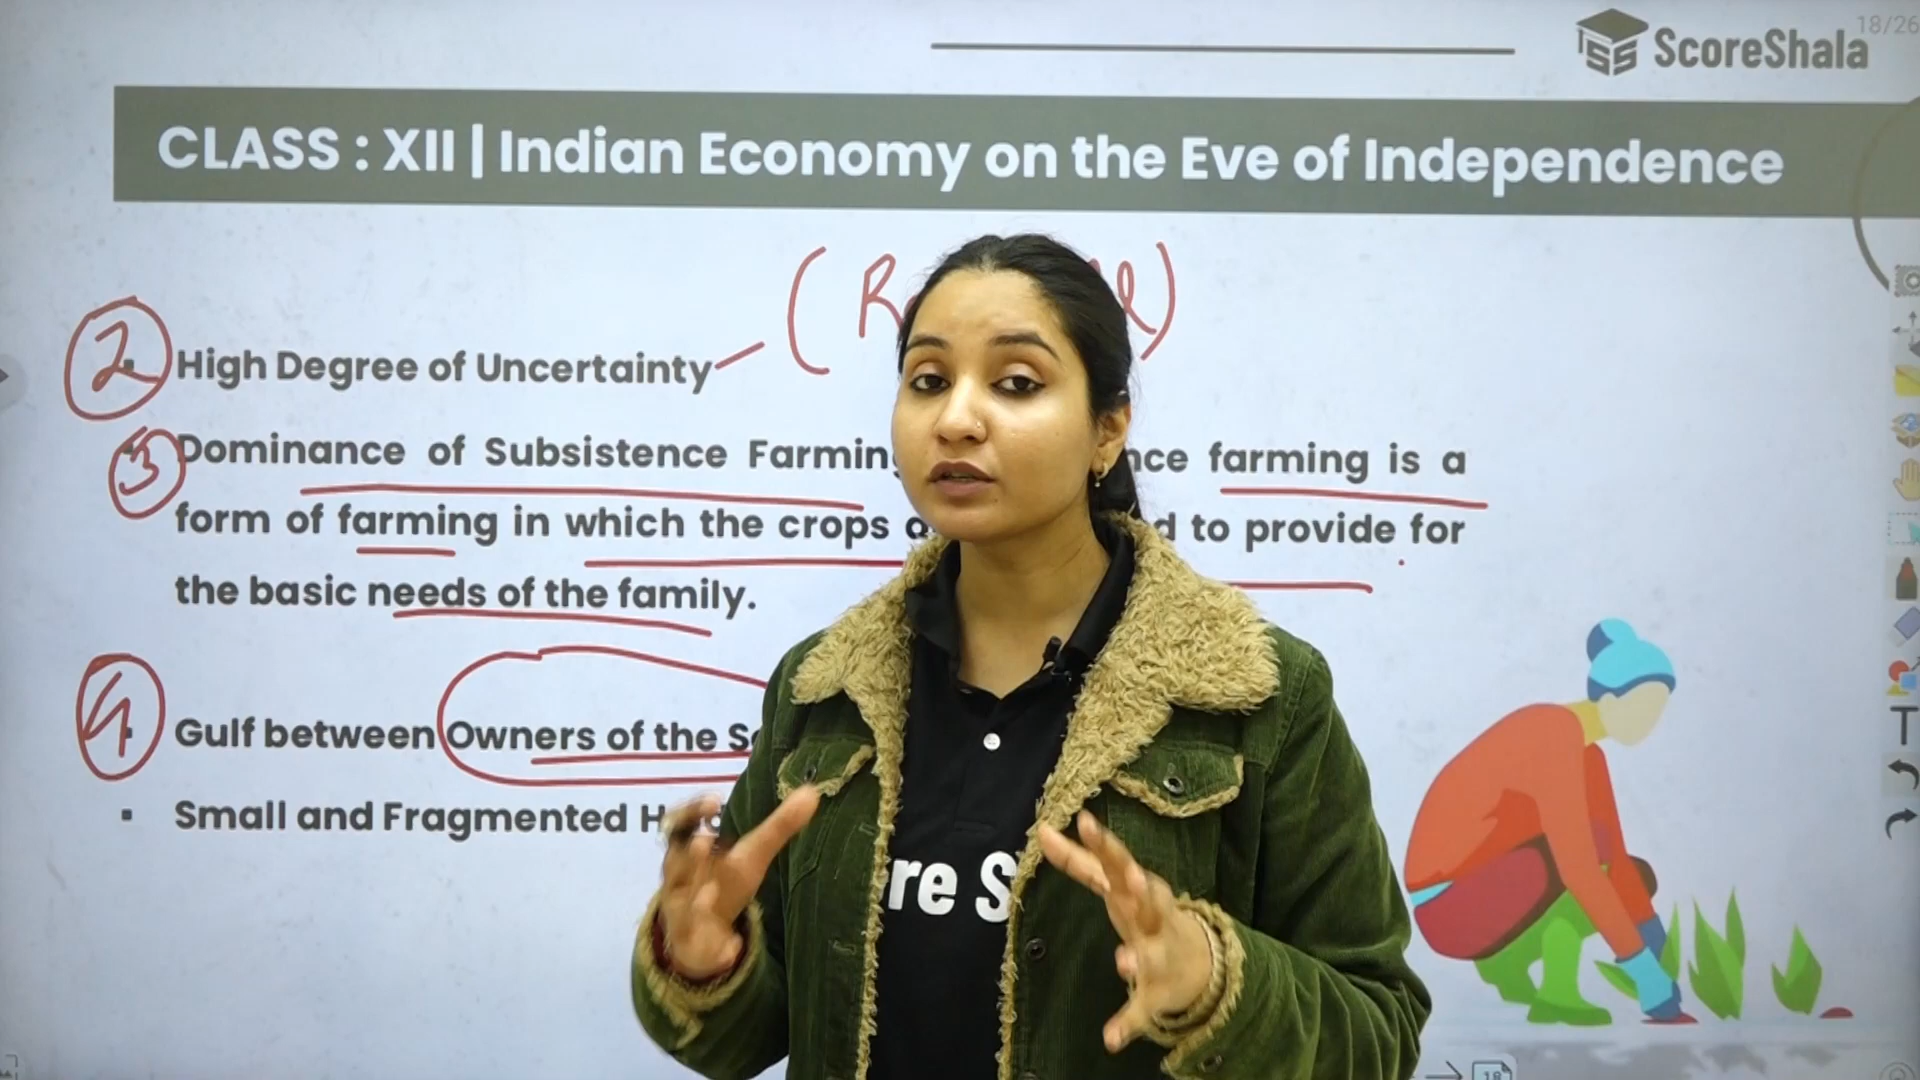 18/26
ScoreShala
CLASS : XII | Indian Economy on the Eve of Independence
2 High Degree of Uncertainty
3 Dominance of Subsistence farming is a
form of farming in which the crops to provide for
the basic needs of the family.
4 Gulf between Owners of the
Small and Fragmented
re S
T
18